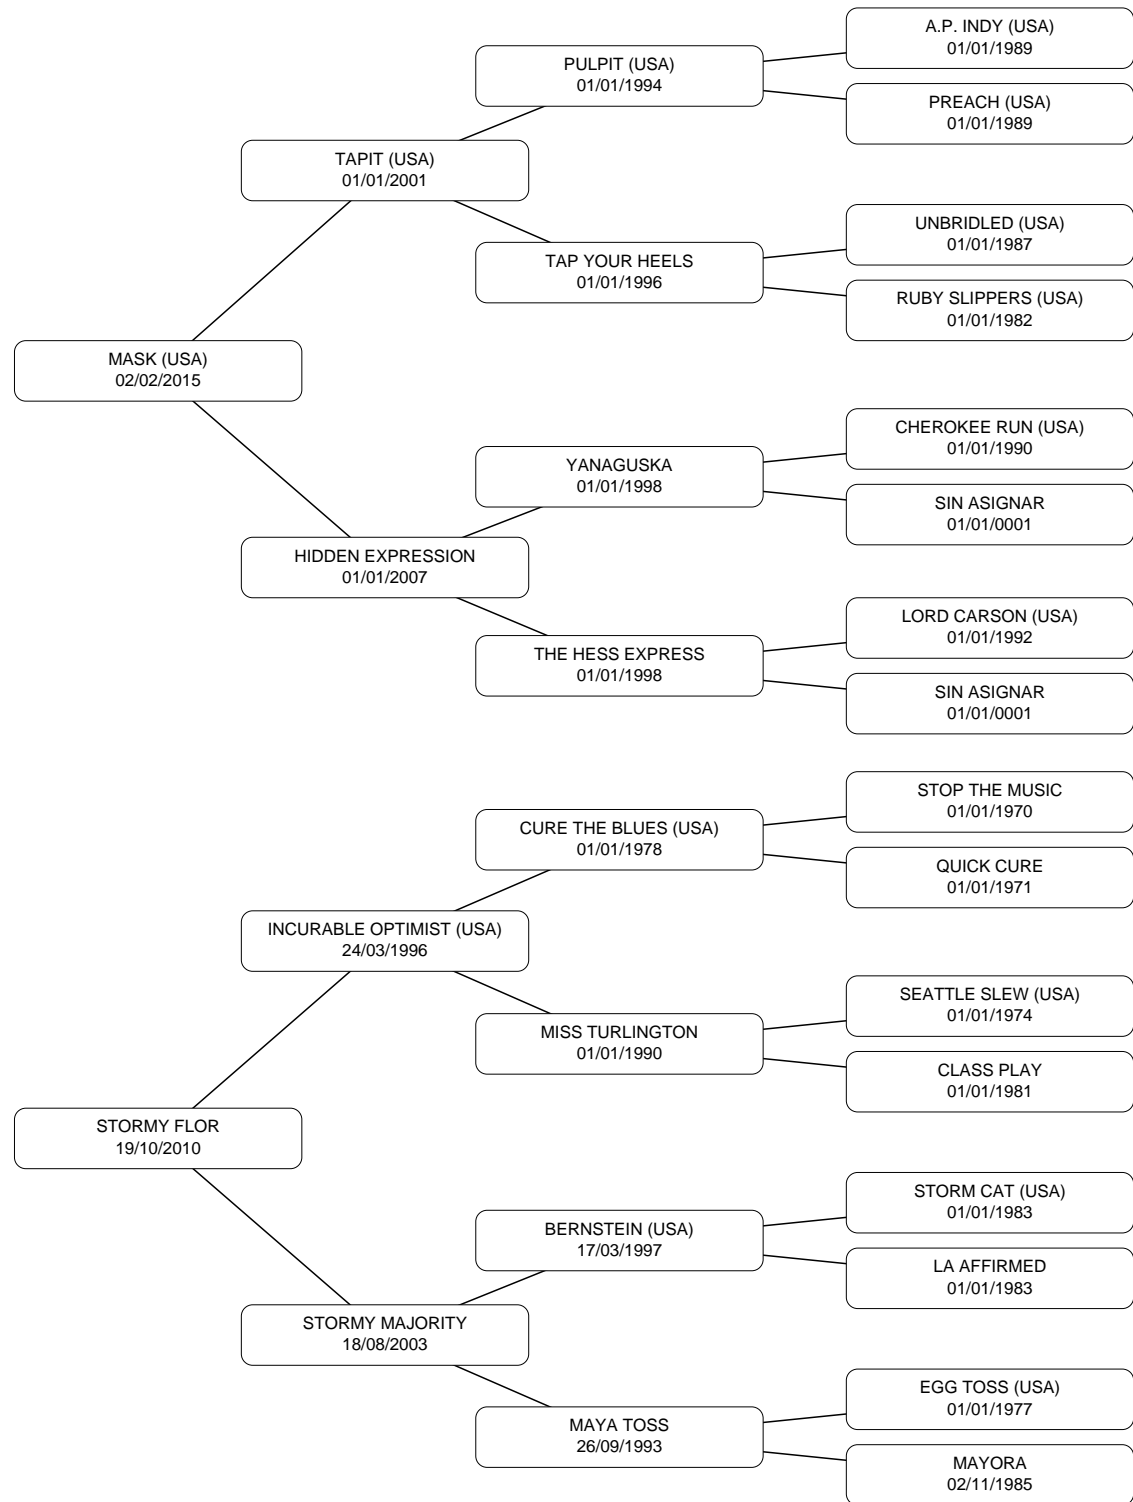 A.P. INDY (USA)
01/01/1989
PULPIT (USA)
01/01/1994
PREACH (USA)
01/01/1989
TAPIT (USA)
01/01/2001
UNBRIDLED (USA)
01/01/1987
TAP YOUR HEELS
01/01/1996
RUBY SLIPPERS (USA)
01/01/1982
MASK (USA)
02/02/2015
CHEROKEE RUN (USA)
01/01/1990
YANAGUSKA
01/01/1998
SIN ASIGNAR
01/01/0001
HIDDEN EXPRESSION
01/01/2007
LORD CARSON (USA)
01/01/1992
THE HESS EXPRESS
01/01/1998
SIN ASIGNAR
01/01/0001
STOP THE MUSIC
01/01/1970
CURE THE BLUES (USA)
01/01/1978
QUICK CURE
01/01/1971
INCURABLE OPTIMIST (USA)
24/03/1996
SEATTLE SLEW (USA)
01/01/1974
MISS TURLINGTON
01/01/1990
CLASS PLAY
01/01/1981
STORMY FLOR
19/10/2010
STORM CAT (USA)
01/01/1983
BERNSTEIN (USA)
17/03/1997
LA AFFIRMED
01/01/1983
STORMY MAJORITY
18/08/2003
EGG TOSS (USA)
01/01/1977
MAYA TOSS
26/09/1993
MAYORA
02/11/1985